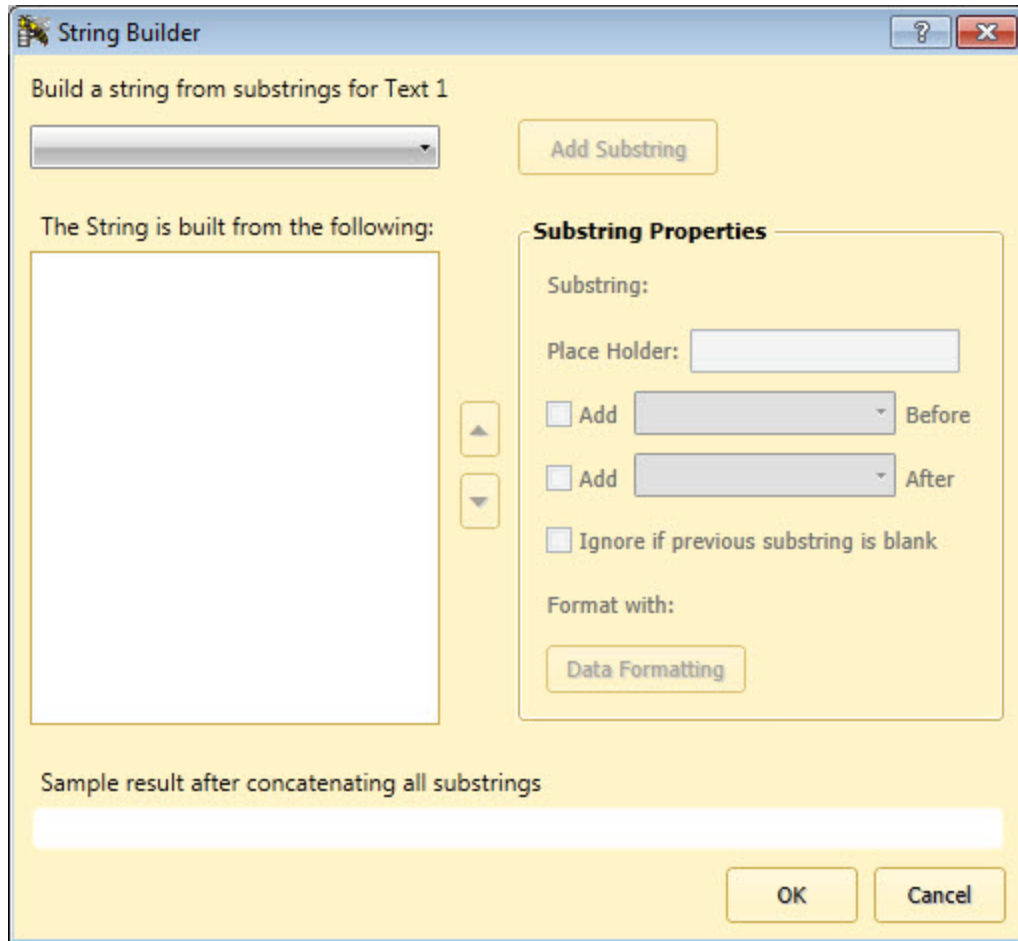 String Builder
Build a string from substrings for Text 1
Add Substring
The String is built from the following:
Substring Properties
Substring:
Place Holder:
Add Before
Add After
Ignore if previous substring is blank
Format with:
Data Formatting
Sample result after concatenating all substrings
OK Cancel